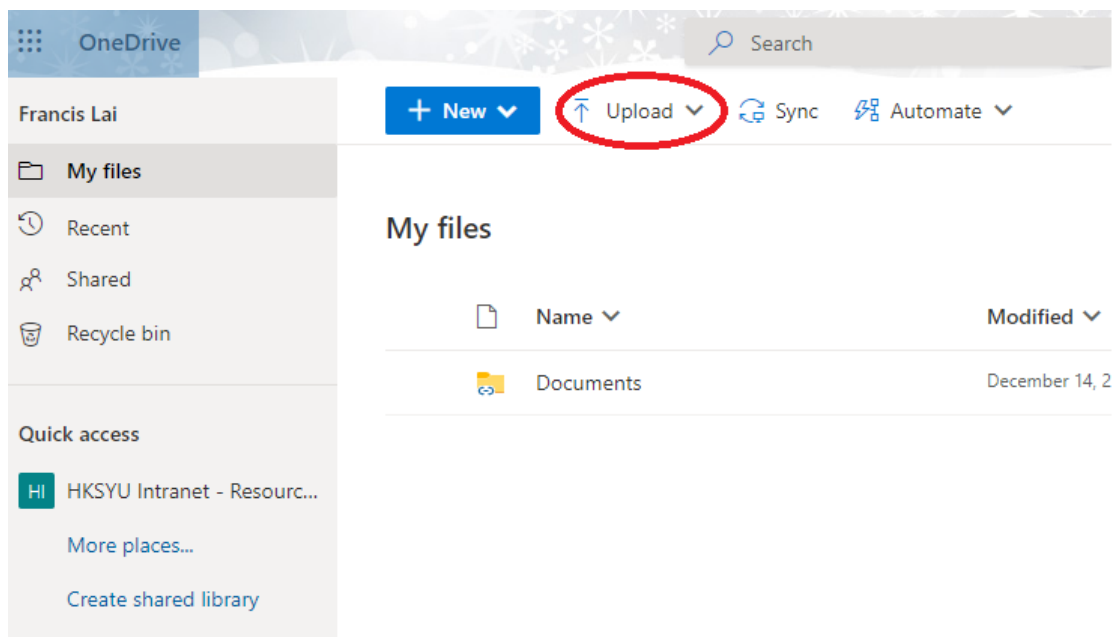 OneDrive
Search
Francis Lai
New
Upload
Sync
Automate
My files
Recent
Shared
Recycle bin
Quick access
HI HKSYU Intranet - Resourc...
More places...
Create shared library
My files
Name
Modified
Documents
December 14, 2